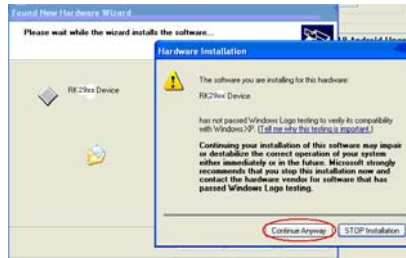 Found New Hardware Wizard
Please wait while the wizard installs the software...
RK29xx Device
Hardware Installation
The software you are installing for this hardware:
RK29xx Device
has not passed Windows Logo testing to verify its compatibility
with Windows XP. (Tell me why this testing is important.)
Continuing your installation of this software may impair
or destabilize the correct operation of your system
either immediately or in the future. Microsoft strongly
recommends that you stop this installation now and
contact the hardware vendor for software that has
passed Windows Logo testing.
Continue Anyway
STOP Installation